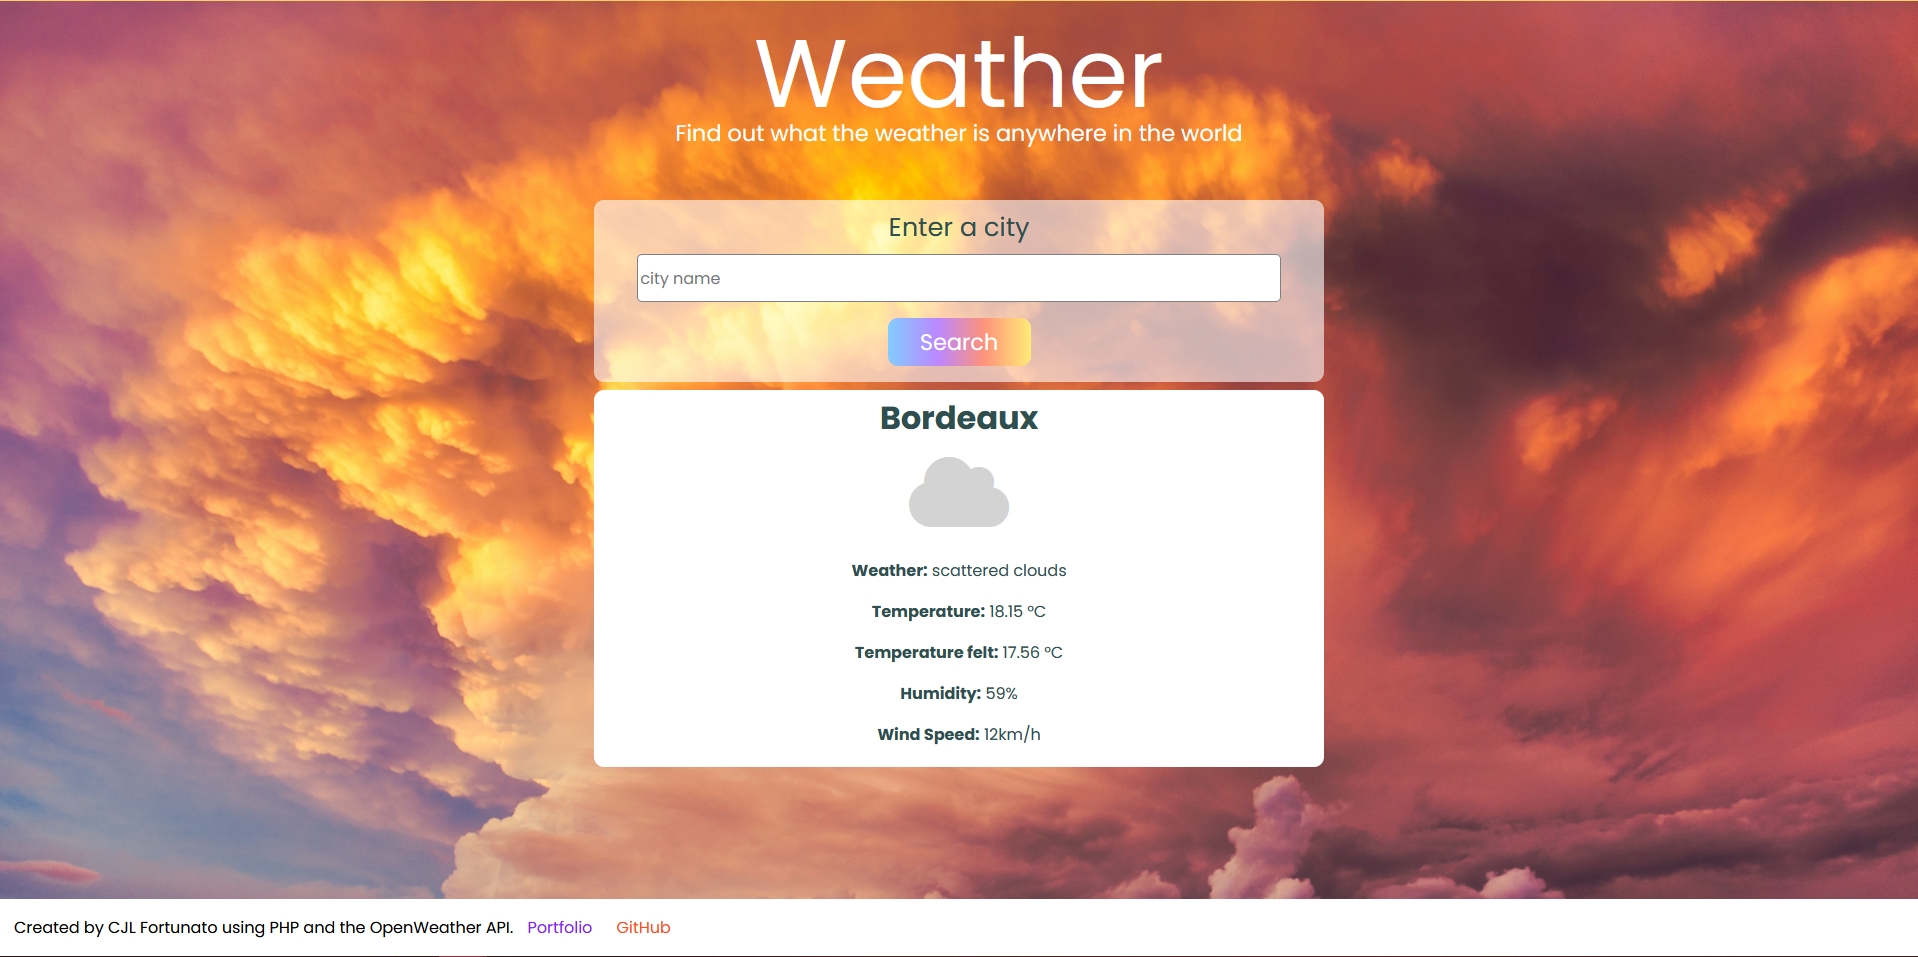 Weather
Find out what the weather is anywhere in the world
Enter a city
city name
Search
Bordeaux
Weather: scattered clouds
Temperature: 18.15 °C
Temperature felt: 17.56 °C
Humidity: 59%
Wind Speed: 12km/h
Created by CJL Fortunato using PHP and the OpenWeather API. Portfolio GitHub